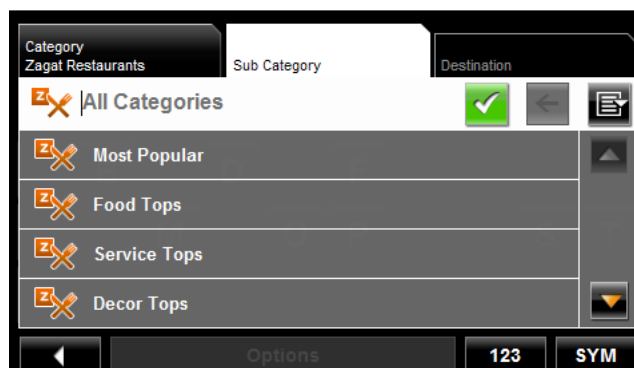 Category
Zagat Restaurants
Sub Category
Destination
Z All Categories
Z Most Popular
Z Food Tops
Z Service Tops
Z Decor Tops
Options
123
SYM